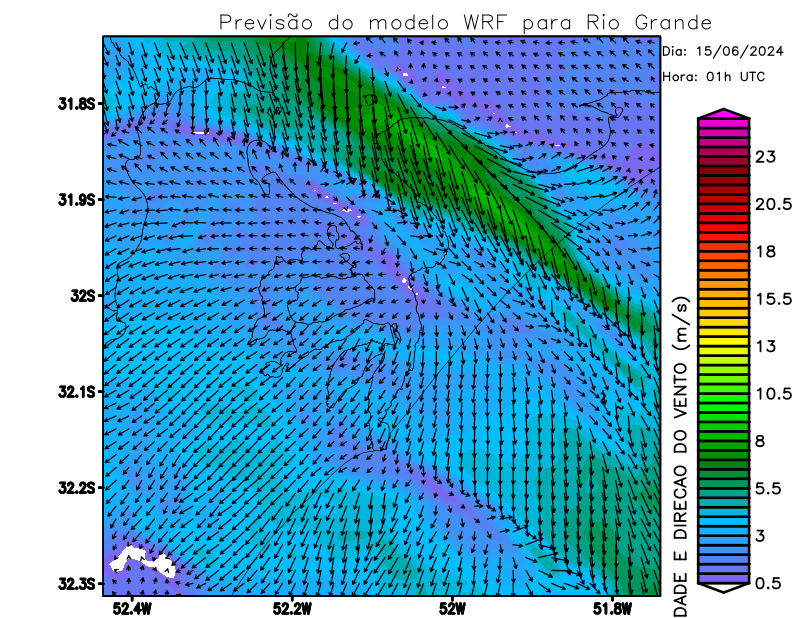 Previsão do modelo WRF para Rio Grande
Dia: 15/06/2024
Hora: 01h UTC
31.8S
31.9S
32S
32.1S
32.2S
32.3S
52.4W
52.2W
52W
51.8W
23
20.5
18
15.5
13
10.5
8
5.5
3
0.5
DADE E DIRECAO DO VENTO (m/s)